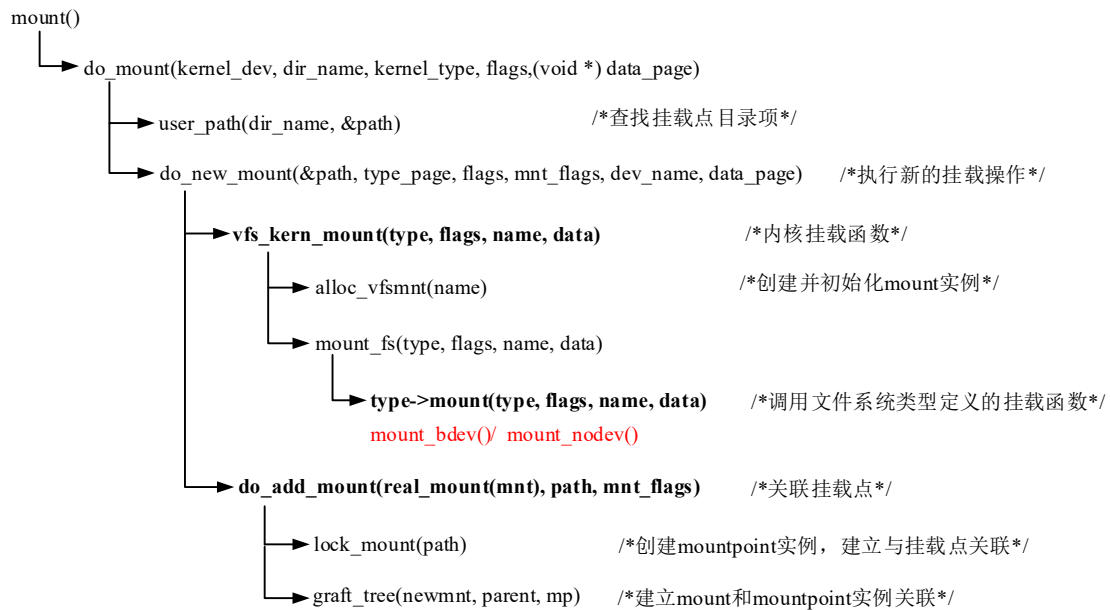 mount()
do_mount(kernel_dev, dir_name, kernel_type, flags,(void *) data_page)
user_path(dir_name, &path) /*查找挂载点目录项*/
do_new_mount(&path, type_page, flags, mnt_flags, dev_name, data_page) /*执行新的挂载操作*/
vfs_kern_mount(type, flags, name, data) /*内核挂载函数*/
alloc_vfsmnt(name) /*创建并初始化mount实例*/
mount_fs(type, flags, name, data)
type->mount(type, flags, name, data) /*调用文件系统类型定义的挂载函数*/
mount_bdev()/ mount_nodev()
do_add_mount(real_mount(mnt), path, mnt_flags) /*关联挂载点*/
lock_mount(path) /*创建mountpoint实例，建立与挂载点关联*/
graft_tree(newmnt, parent, mp) /*建立mount和mountpoint实例关联*/